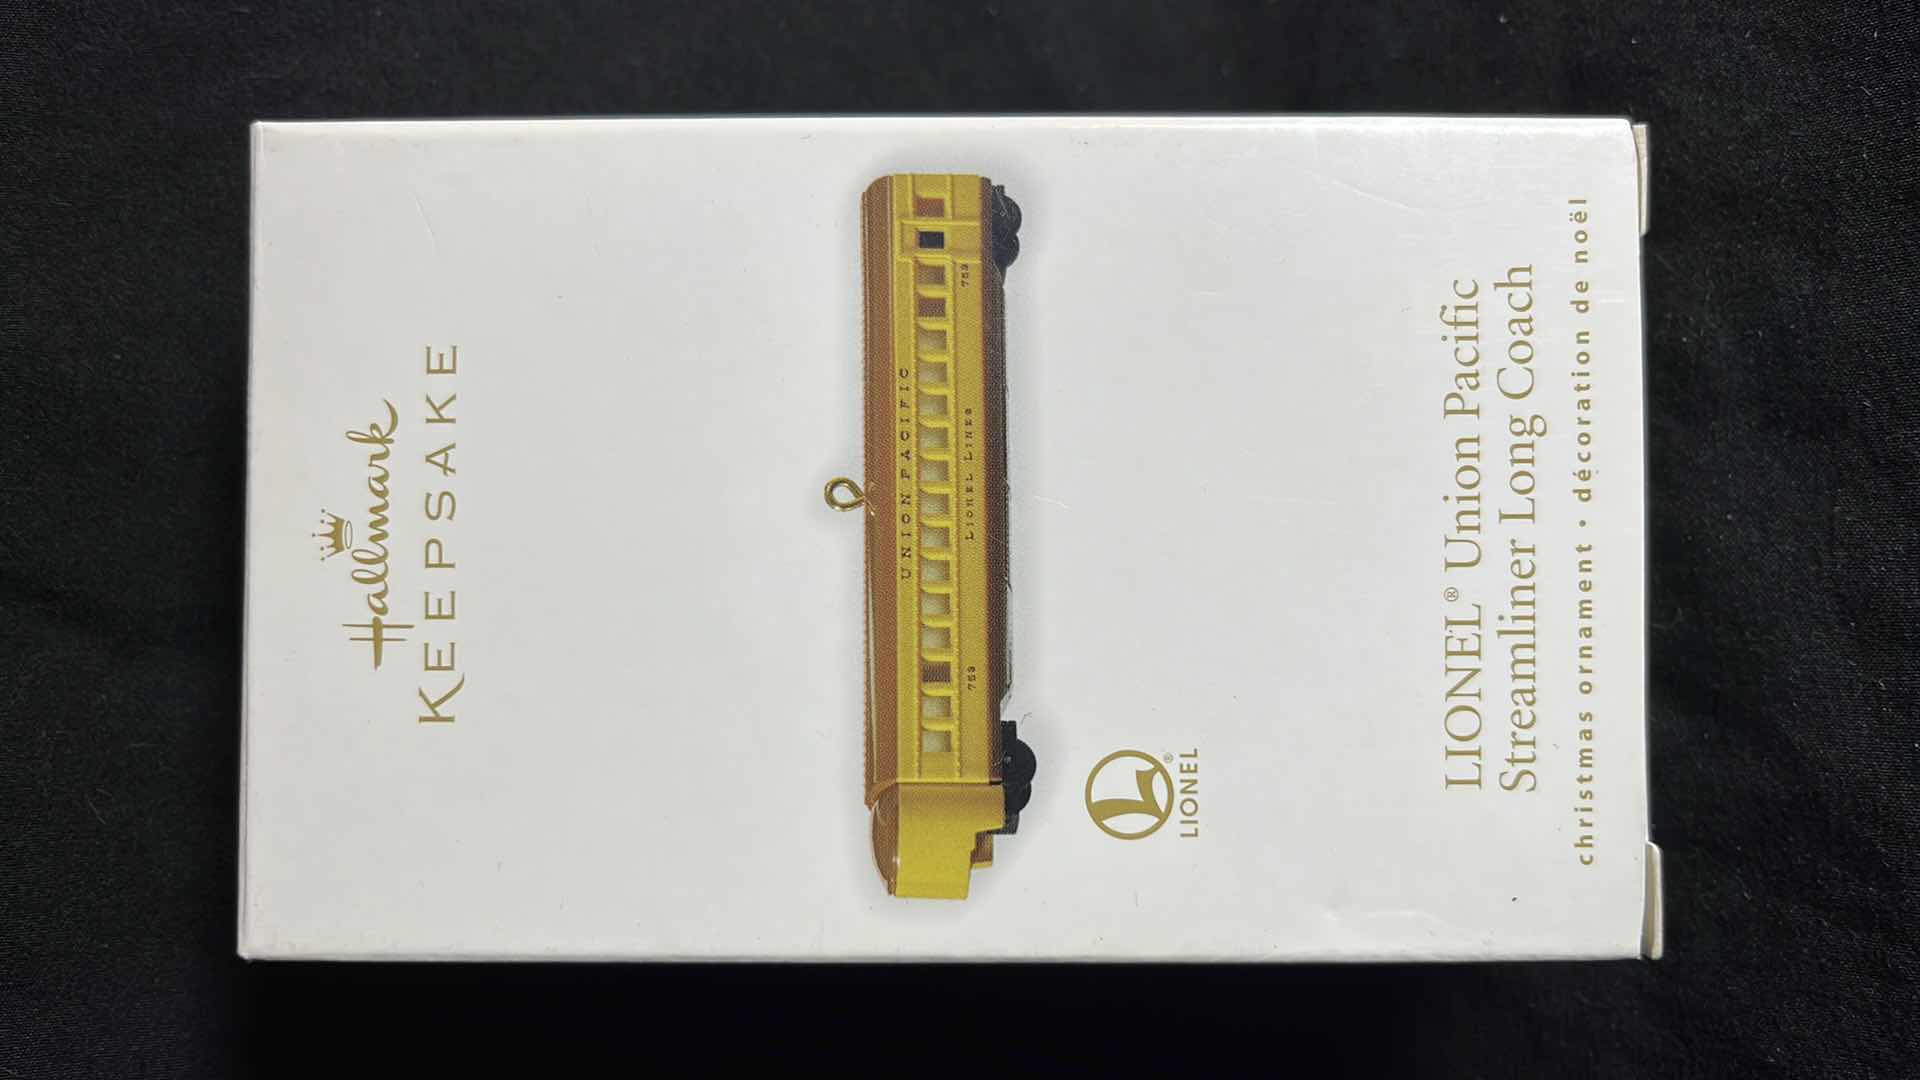 Hallmark
KEEPSAKE
UNION PACIFIC
753
LIONEL LINES
753
L
LIONEL®
LIONEL® Union Pacific
Streamliner Long Coach
christmas ornament • décoration de noël